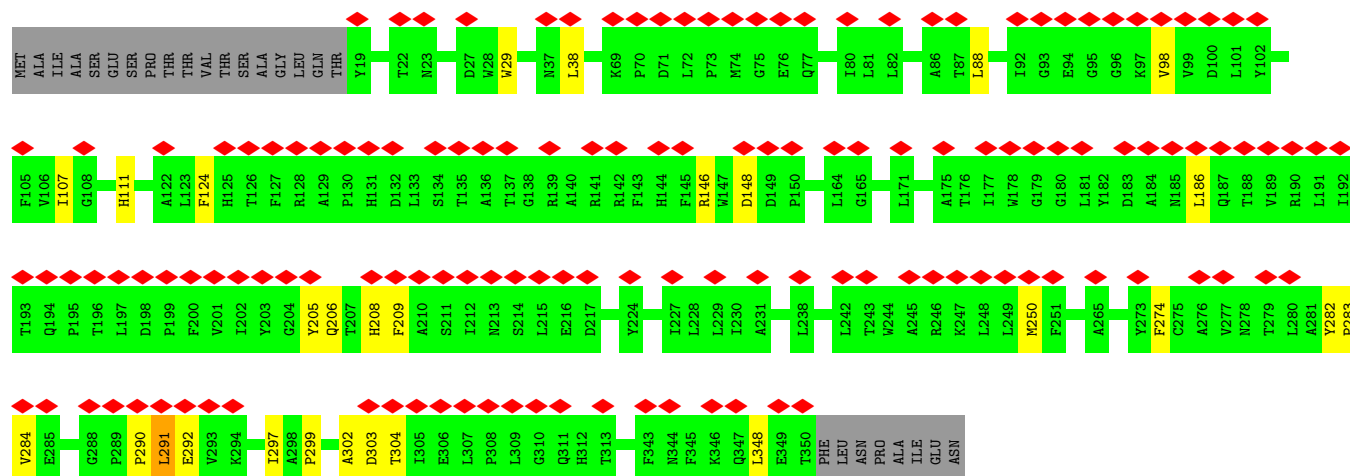 MET ALA ILE ALA SER GLU SER PRO THR THR VAL THR SER ALA GLY LEU GLN THR Y19 T22 N23 D27 W28 W29 N37 L38 K69 P70 D71 L72 P73 M74 G75 E76 Q77 I80 L81 L82 A86 T87 L88 I92 G93 E94 G95 G96 K97 V98 V99 D100 L101 Y102
F105 V106 I107 G108 H111 A122 L123 F124 H125 T126 F127 R128 A129 P130 H131 D132 L133 S134 T135 A136 T137 G138 R139 A140 R141 R142 F143 H144 F145 R146 W147 D148 D149 P150 L164 G165 L171 A175 T176 I177 W178 G179 G180 L181 Y182 D183 A184 N185 L186 Q187 T188 V189 R190 L191 I192
T193 Q194 P195 T196 L197 D198 P199 F200 V201 I202 Y203 G204 Y205 Q206 T207 H208 F209 A210 S211 I212 N213 S214 L215 E216 D217 Y224 I227 L228 L229 I230 A231 L238 L242 T243 W244 A245 R246 K247 L248 L249 M250 F251 A265 Y273 F274 C275 A276 V277 N278 T279 L280 A281 Y282 P283
V284 E285 G288 P289 P290 L291 E292 V293 K294 I297 A298 P299 A302 D303 T304 I305 E306 L307 P308 L309 G310 Q311 H312 T313 F343 N344 F345 K346 Q347 L348 E349 T350 PHE LEU ASN PRO ALA ILE GLU ASN